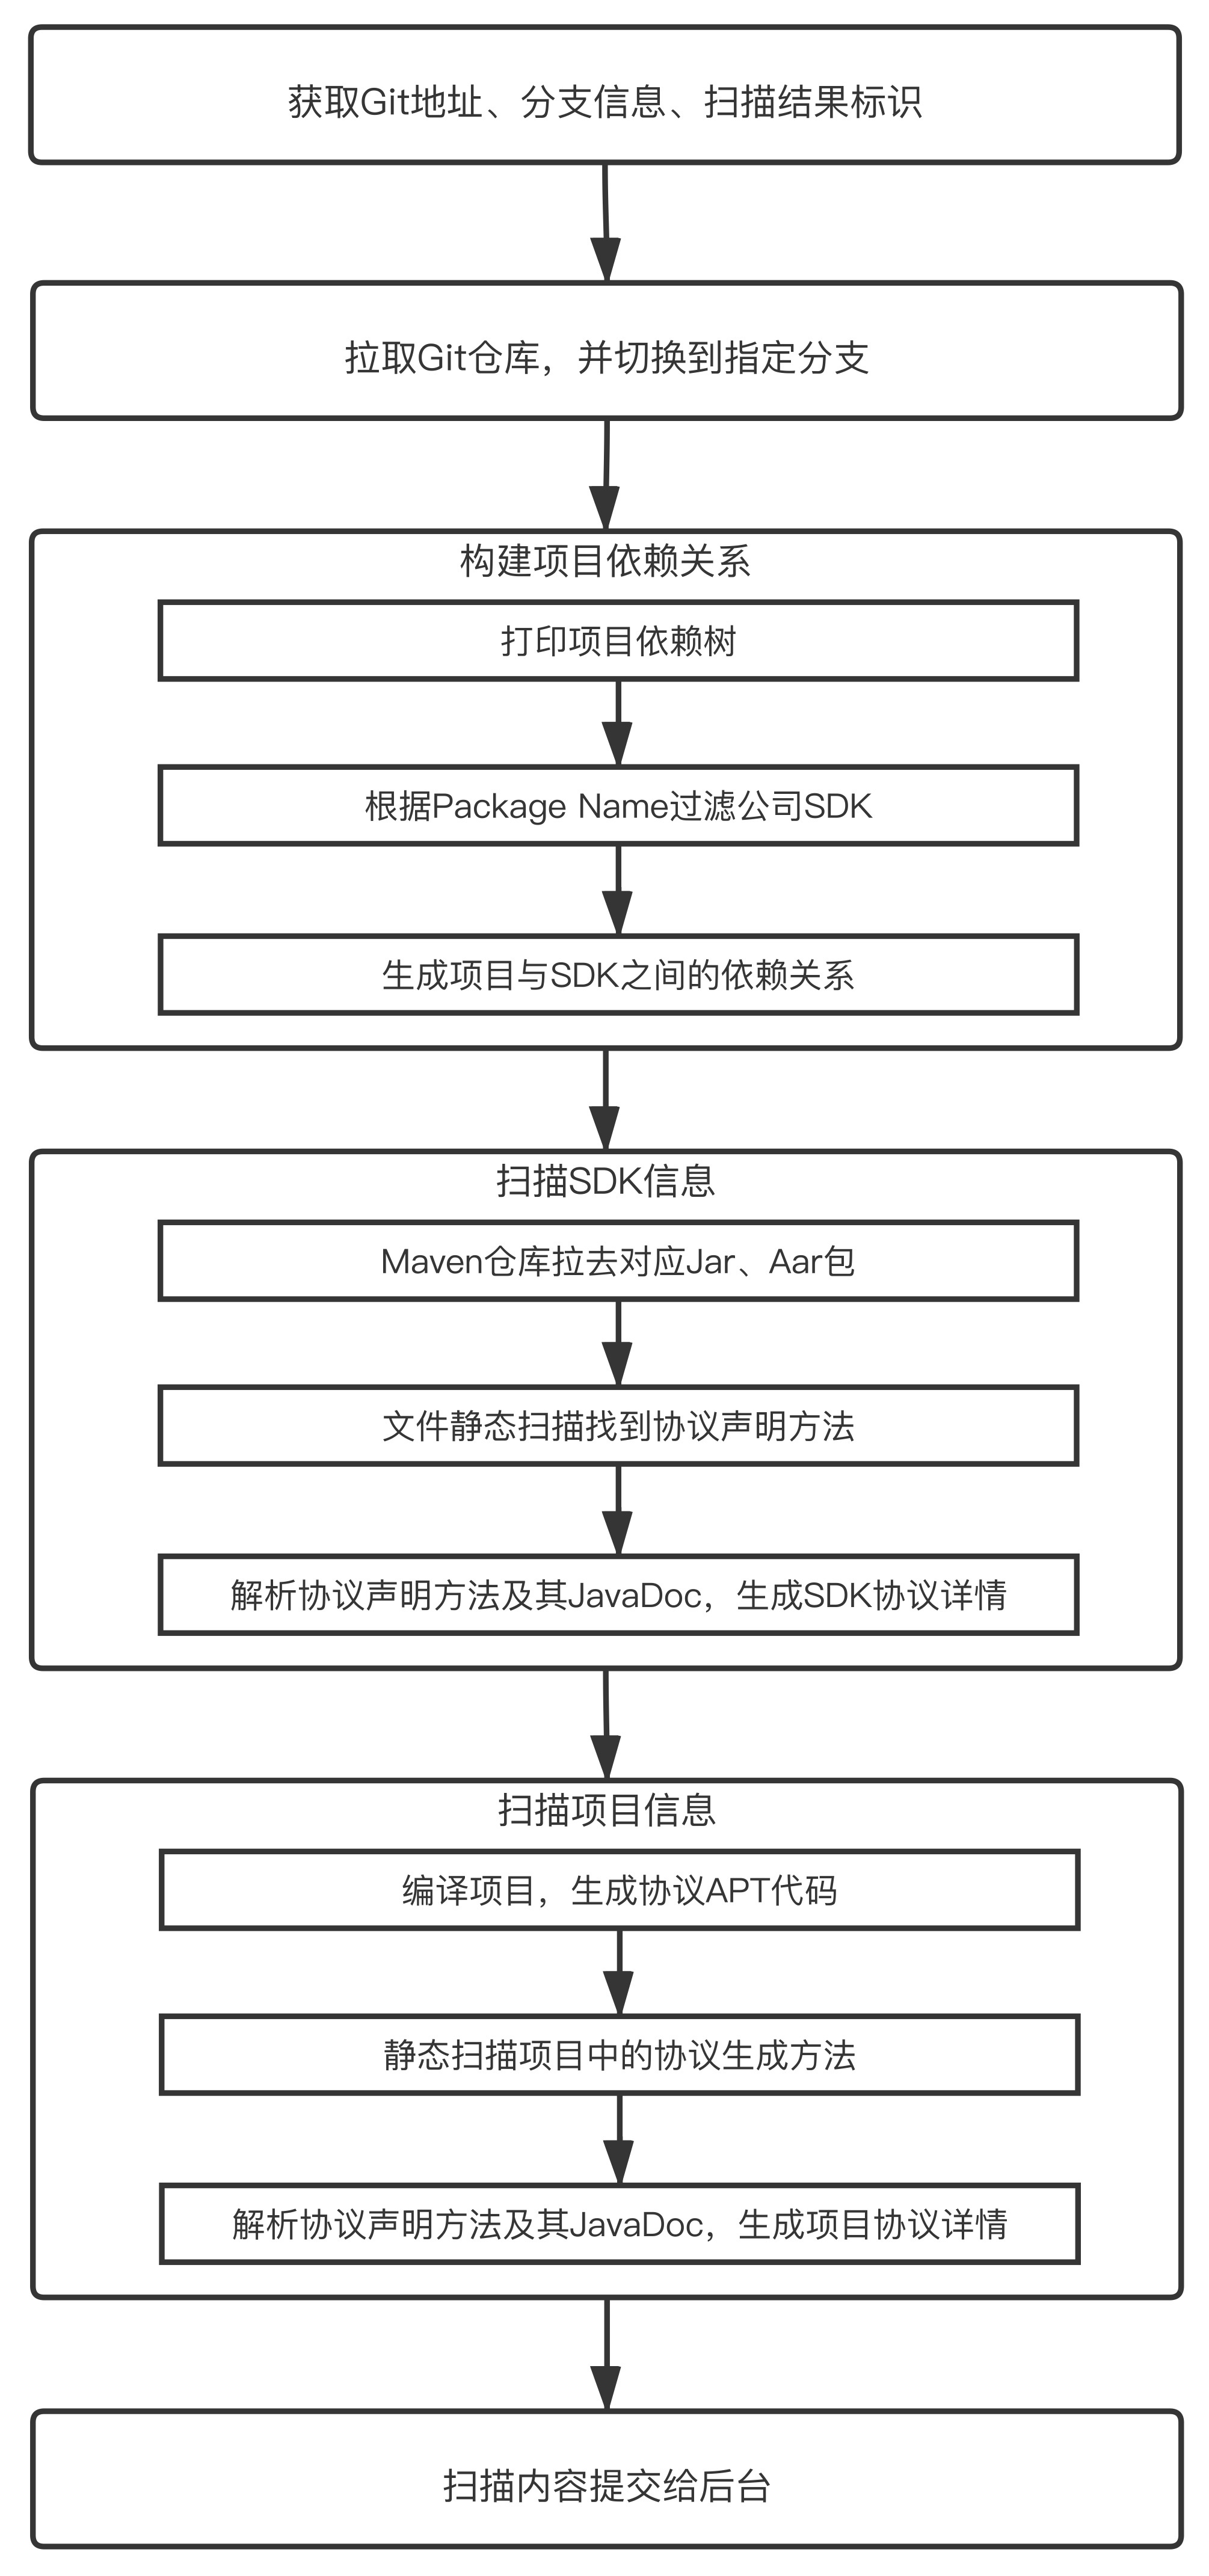 获取Git地址、分支信息、扫描结果标识
拉取Git仓库，并切换到指定分支
构建项目依赖关系
打印项目依赖树
根据Package Name过滤公司SDK
生成项目与SDK之间的依赖关系
扫描SDK信息
Maven仓库拉去对应Jar、Aar包
文件静态扫描找到协议声明方法
解析协议声明方法及其JavaDoc，生成SDK协议详情
扫描项目信息
编译项目，生成协议APT代码
静态扫描项目中的协议生成方法
解析协议声明方法及其JavaDoc，生成项目协议详情
扫描内容提交给后台